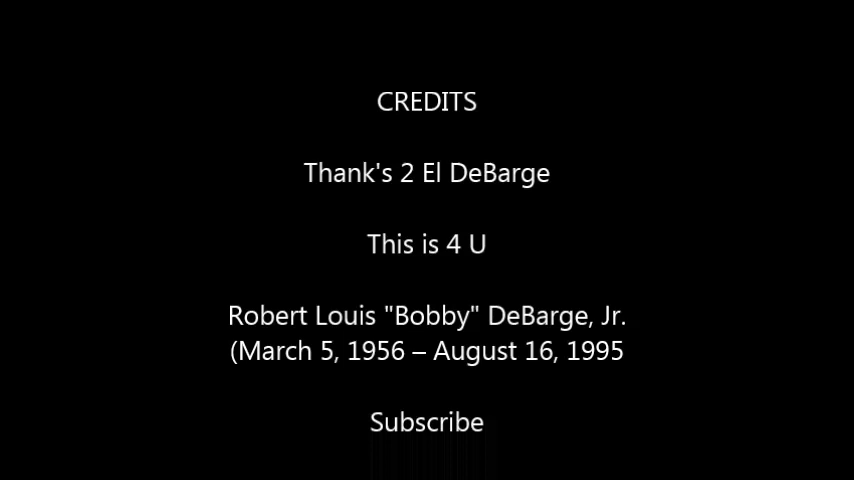 CREDITS
Thank's 2 El DeBarge
This is 4 U
Robert Louis "Bobby" DeBarge, Jr.
(March 5, 1956 – August 16, 1995
Subscribe